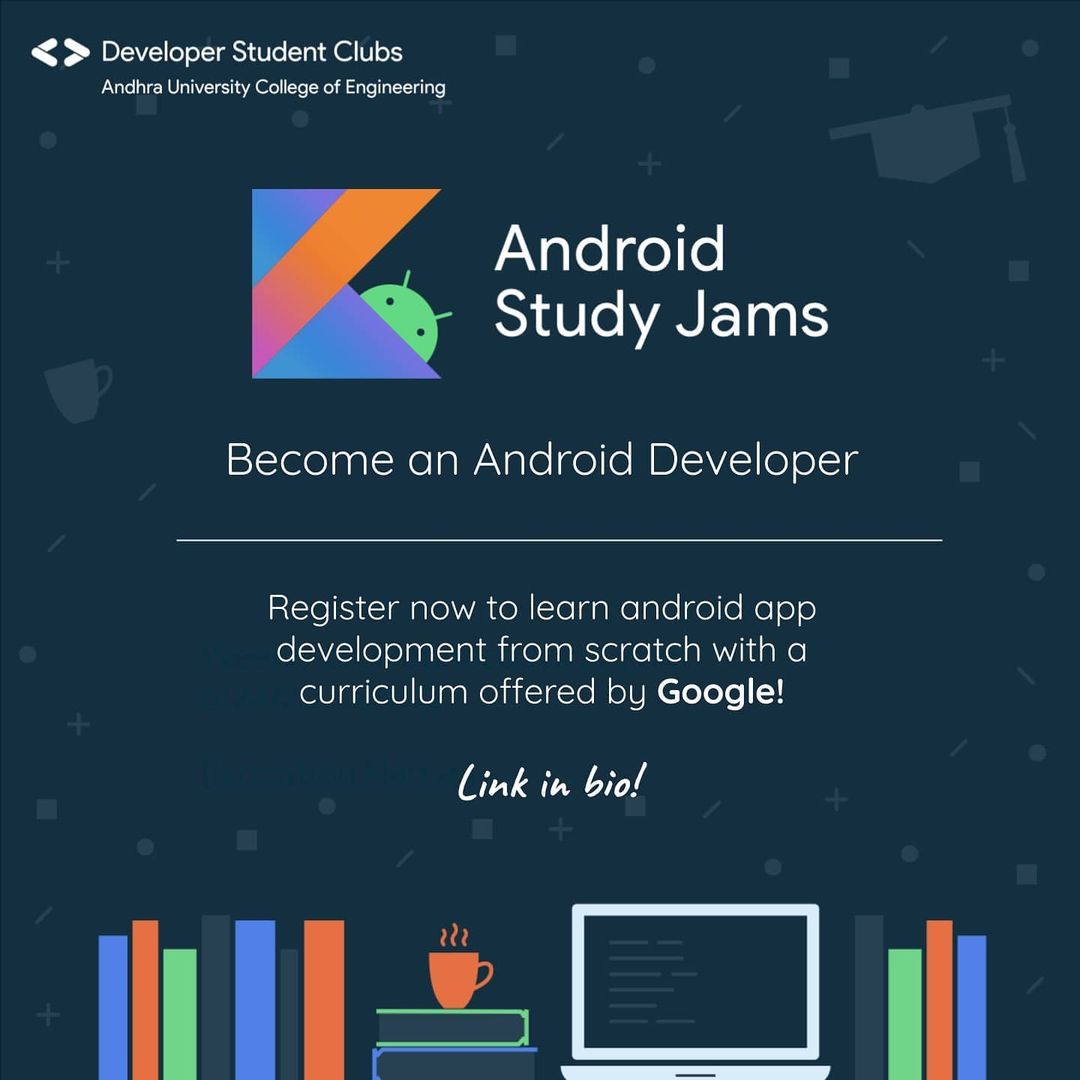 Developer Student Clubs
Andhra University College of Engineering
Android
Study Jams
Become an Android Developer
Register now to learn android app
development from scratch with a
curriculum offered by Google!
Link in bio!